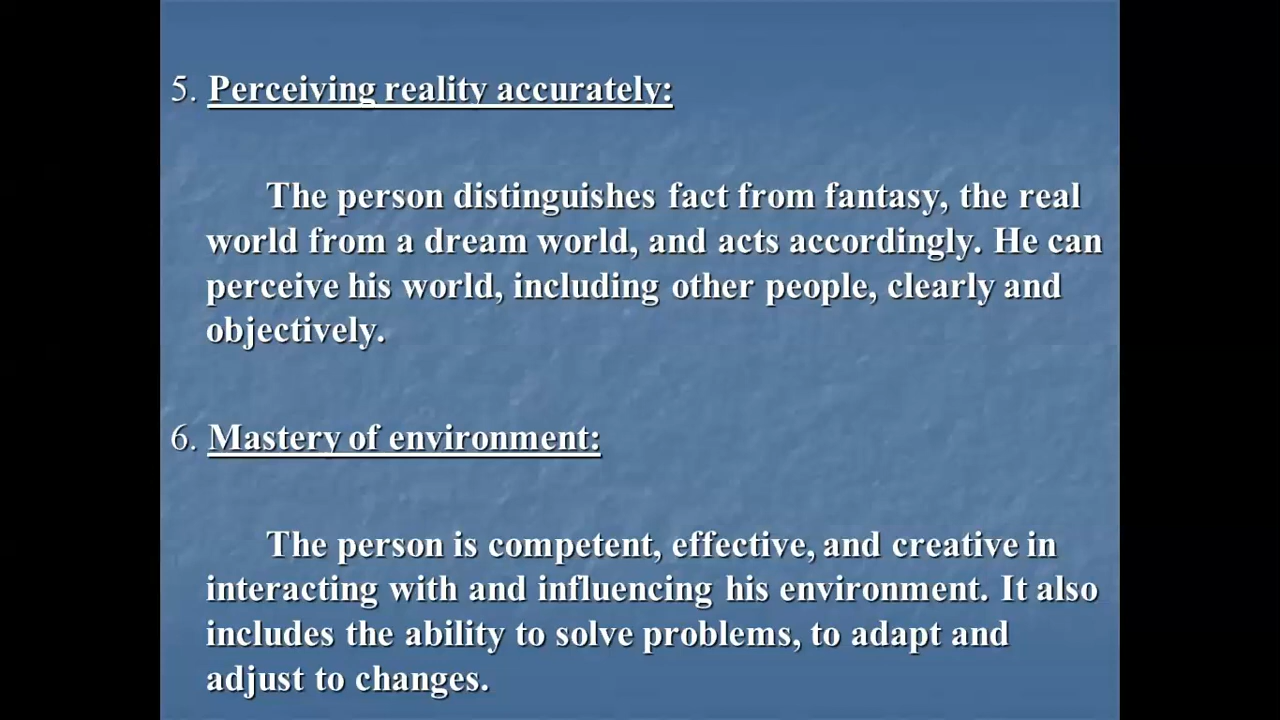 5. Perceiving reality accurately:
The person distinguishes fact from fantasy, the real
world from a dream world, and acts accordingly. He can
perceive his world, including other people, clearly and
objectively.
6. Mastery of environment:
The person is competent, effective, and creative in
interacting with and influencing his environment. It also
includes the ability to solve problems, to adapt and
adjust to changes.